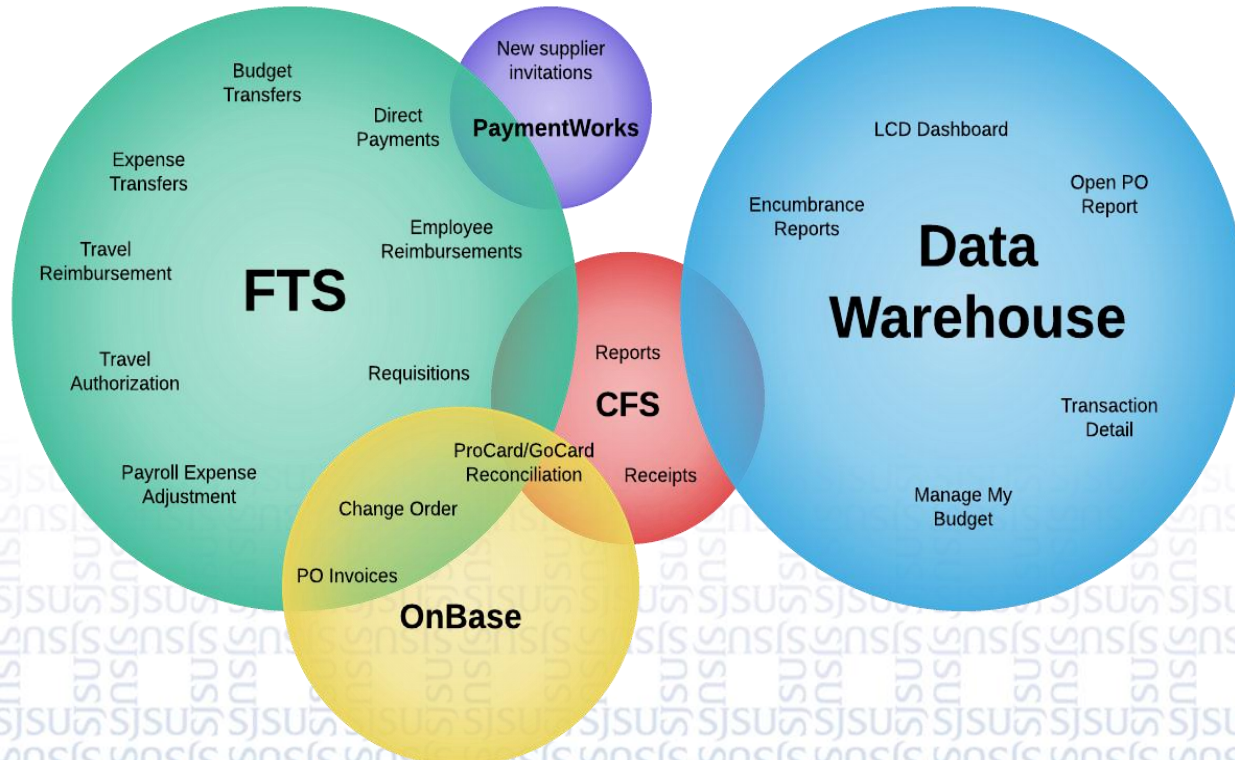 New supplier
invitations
PaymentWorks
Budget
Transfers
Direct
Payments
Expense
Transfers
Employee
Reimbursements
Travel
Reimbursement
FTS
Travel
Authorization
Requisitions
Payroll Expense
Adjustment
ProCard/GoCard
Reconciliation
Change Order
PO Invoices
OnBase
Reports
CFS
Receipts
LCD Dashboard
Open PO
Report
Encumbrance
Reports
Data
Warehouse
Transaction
Detail
Manage My
Budget
sjsu